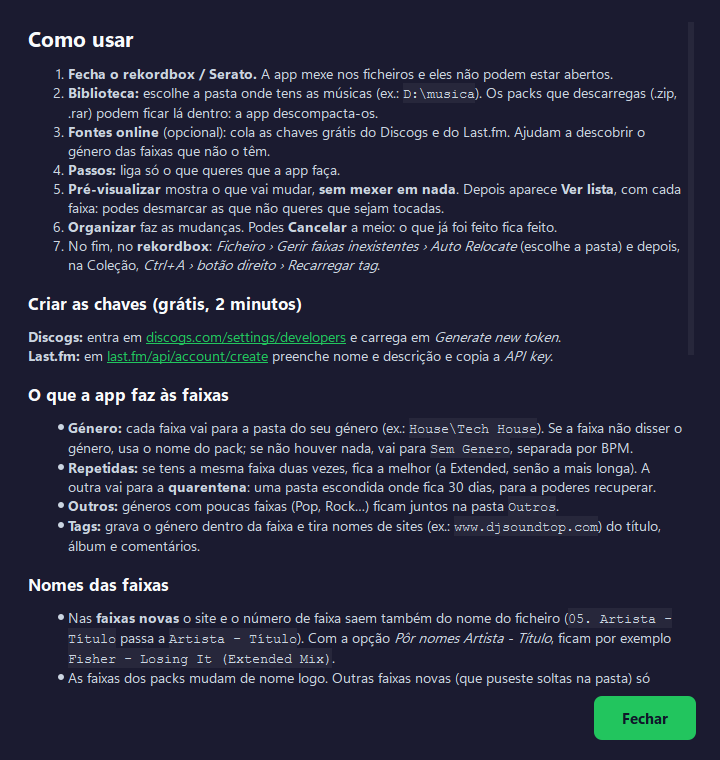 Como usar
1. Fecha o rekordbox / Serato. A app mexe nos ficheiros e eles não podem estar abertos.
2. Biblioteca: escolhe a pasta onde tens as músicas (ex.: D:\musica). Os packs que descarregas (.zip,
.rar) podem ficar lá dentro: a app descompacta-os.
3. Fontes online (opcional): cola as chaves grátis do Discogs e do Last.fm. Ajudam a descobrir o
género das faixas que não o têm.
4. Passos: liga só o que queres que a app faça.
5. Pré-visualizar mostra o que vai mudar, sem mexer em nada. Depois aparece Ver lista, com cada
faixa: podes desmarcar as que não queres que sejam tocadas.
6. Organizar faz as mudanças. Podes Cancelar a meio: o que já foi feito fica feito.
7. No fim, no rekordbox: Ficheiro › Gerir faixas inexistentes › Auto Relocate (escolhe a pasta) e depois,
na Coleção, Ctrl+A › botão direito › Recarregar tag.
Criar as chaves (grátis, 2 minutos)
Discogs: entra em discogs.com/settings/developers e carrega em Generate new token.
Last.fm: em last.fm/api/account/create preenche nome e descrição e copia a API key.
O que a app faz às faixas
• Género: cada faixa vai para a pasta do seu género (ex.: House\Tech House). Se a faixa não disser o
género, usa o nome do pack; se não houver nada, vai para Sem Genero, separada por BPM.
• Repetidas: se tens a mesma faixa duas vezes, fica a melhor (a Extended, senão a mais longa). A
outra vai para a quarentena: uma pasta escondida onde fica 30 dias, para a poderes recuperar.
• Outros: géneros com poucas faixas (Pop, Rock…) ficam juntos na pasta Outros.
• Tags: grava o género dentro da faixa e tira nomes de sites (ex.: www.djsoundtop.com) do título,
álbum e comentários.
Nomes das faixas
• Nas faixas novas o site e o número de faixa saem também do nome do ficheiro (05. Artista -
Título passa a Artista - Título). Com a opção Pôr nomes Artista - Título, ficam por exemplo
Fisher - Losing It (Extended Mix).
• As faixas dos packs mudam de nome logo. Outras faixas novas (que puseste soltas na pasta) só
Fechar